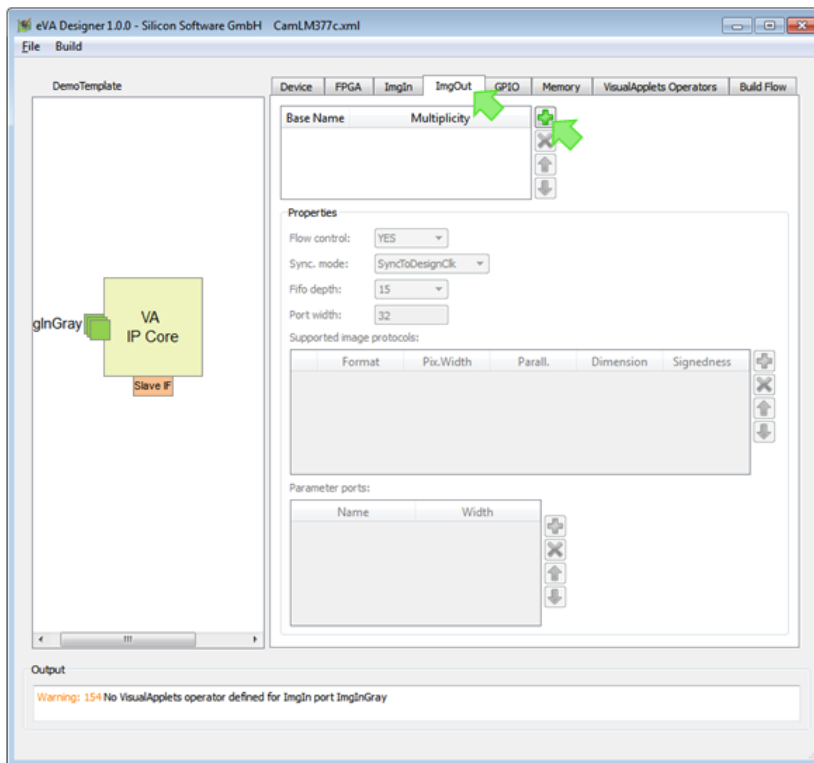 eVA Designer 1.0.0 - Silicon Software GmbH CamLM377c.xml
File Build
DemoTemplate
Device FPGA ImgIn ImgOut GPIO Memory VisualApplets Operators Build Flow
Base Name Multiplicity
Properties
Flow control: YES
Sync. mode: SyncToDesignClk
Fifo depth: 15
Port width: 32
Supported image protocols:
Format Pix.Width Parall. Dimension Signedness
gInGray
VA
IP Core
Slave IF
Parameter ports:
Name Width
Output
Warning: 154 No VisualApplets operator defined for ImgIn port ImgInGray